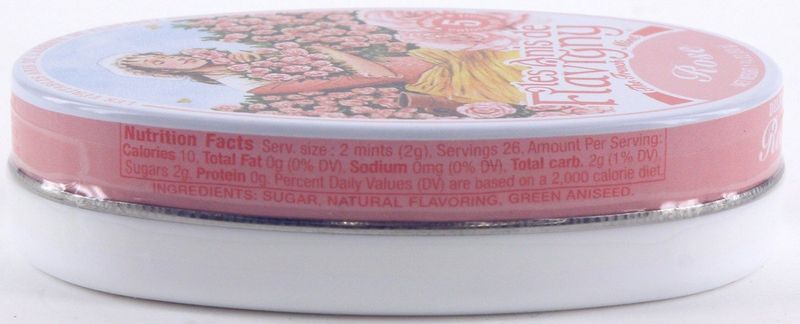 les Anis de
Flavigny
Rose
Nutrition Facts Serv. size: 2 mints (2g), Servings 26, Amount Per Serving:
Calories 10, Total Fat 0g (0% DV), Sodium 0mg (0% DV), Total carb. 2g (1% DV),
Sugars 2g, Protein 0g, Percent Daily Values (DV) are based on a 2,000 calorie diet.
INGREDIENTS: SUGAR, NATURAL FLAVORING, GREEN ANISEED.